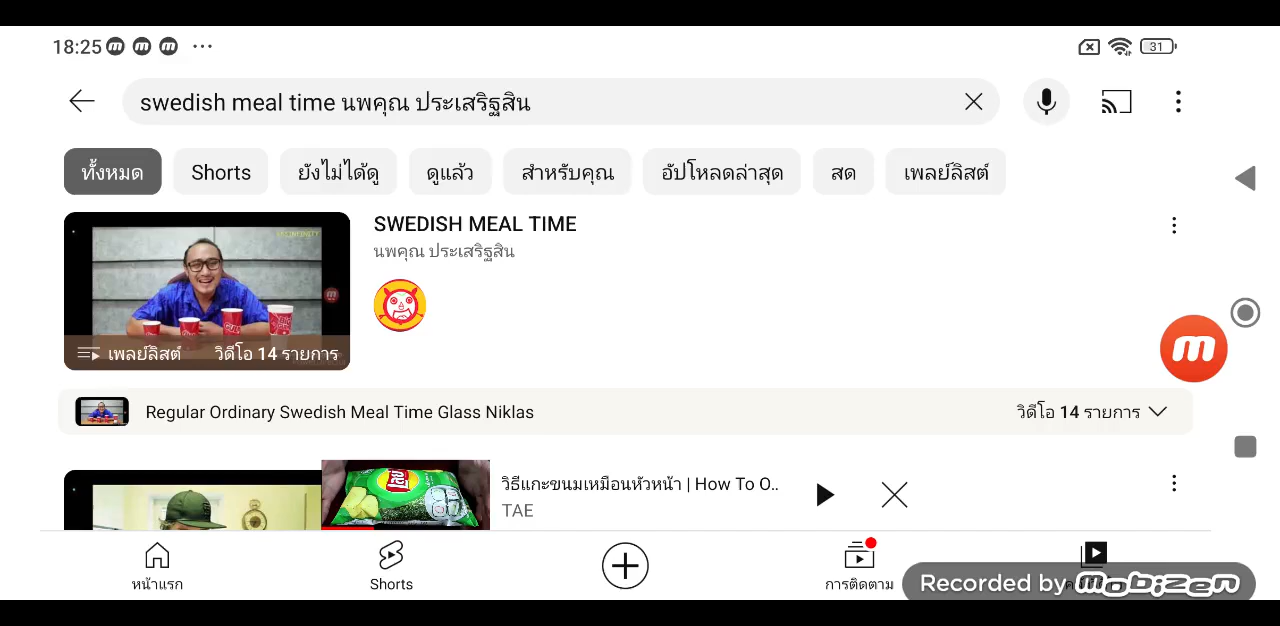 18:25
31
swedish meal time นพคุณ ประเสริฐสิน
ทั้งหมด
Shorts
ยังไม่ได้ดู
ดูแล้ว
สำหรับคุณ
อัปโหลดล่าสุด
สด
เพลย์ลิสต์
SWEDISH MEAL TIME
นพคุณ ประเสริฐสิน
เพลย์ลิสต์
วิดีโอ 14 รายการ
Regular Ordinary Swedish Meal Time Glass Niklas
วิดีโอ 14 รายการ
วิธีแกะขนมเหมือนหัวหน้า | How To O..
TAE
หน้าแรก
Shorts
การติดตาม
Recorded by mobizen